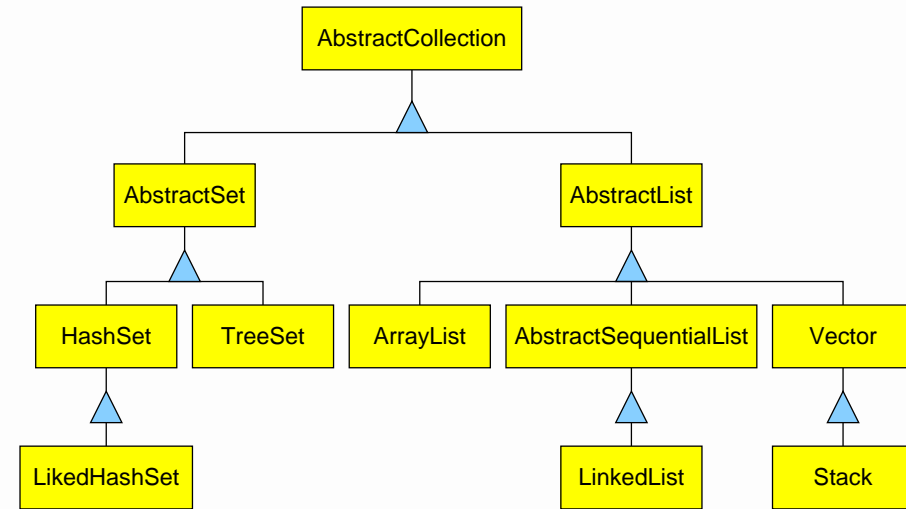 AbstractCollection
AbstractSet
AbstractList
HashSet
TreeSet
ArrayList
AbstractSequentialList
Vector
LikedHashSet
LinkedList
Stack